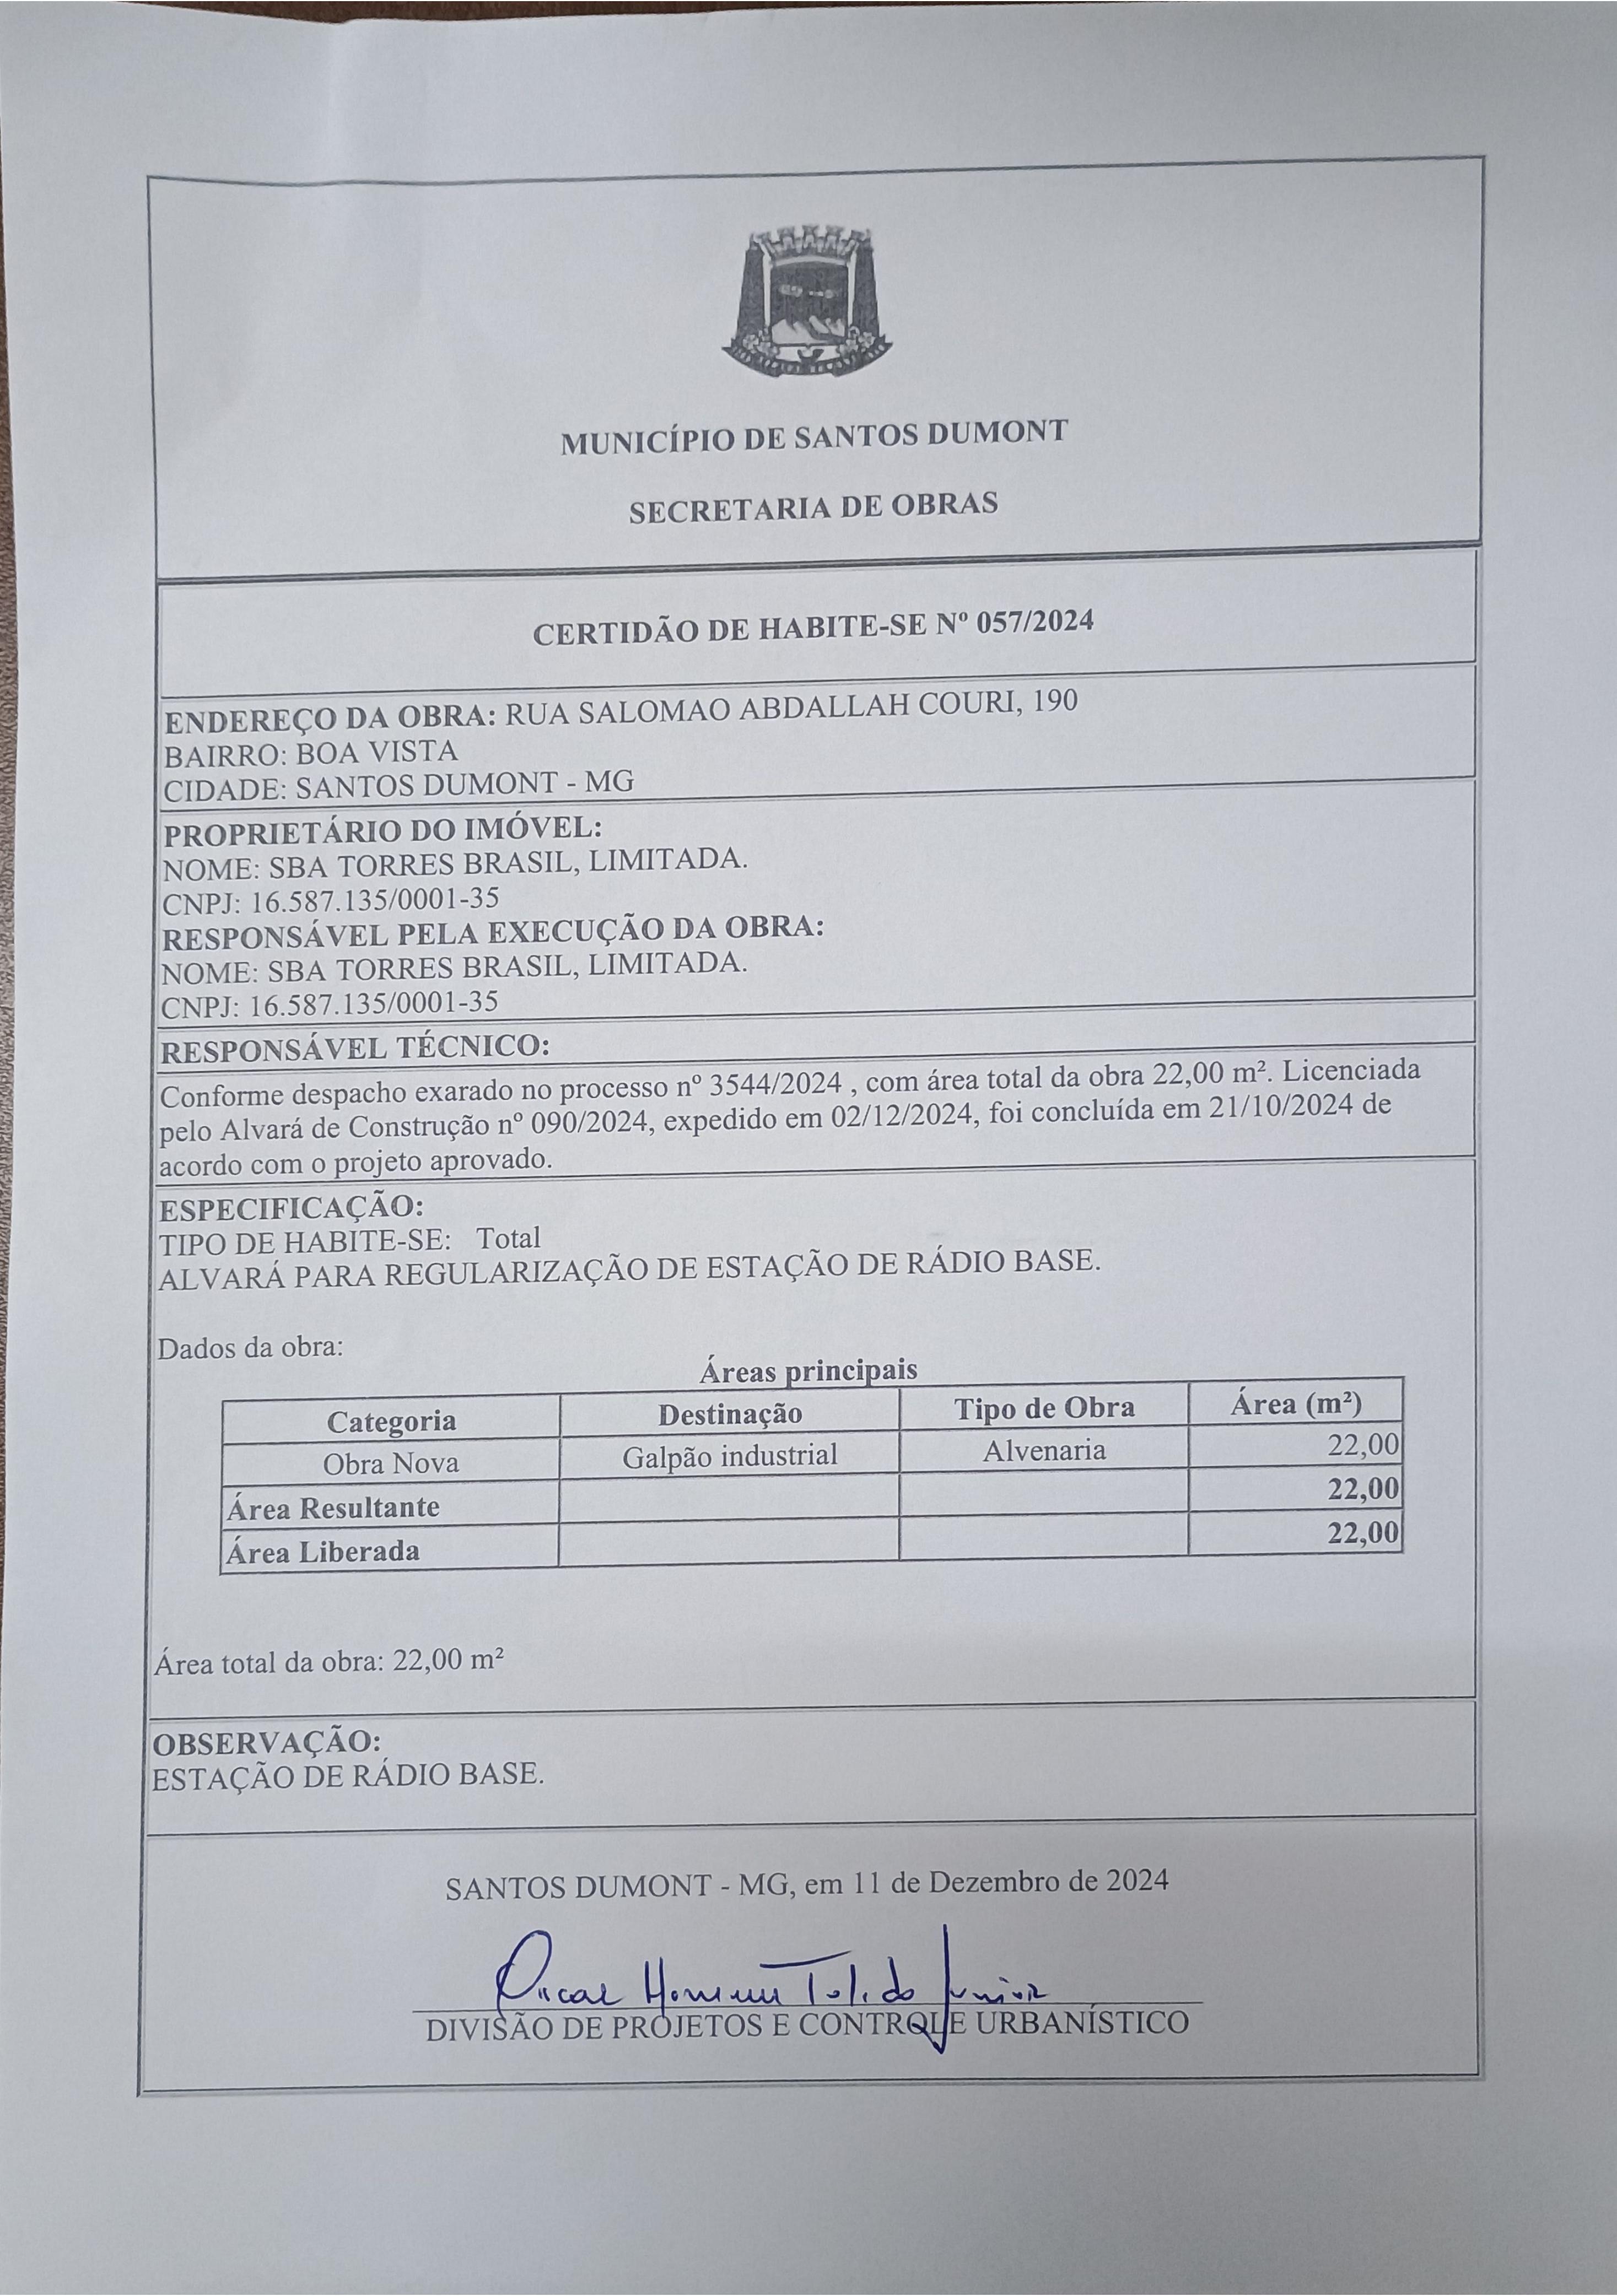 MUNICÍPIO DE SANTOS DUMONT
SECRETARIA DE OBRAS
CERTIDÃO DE HABITE-SE Nº 057/2024
ENDEREÇO DA OBRA: RUA SALOMAO ABDALLAH COURI, 190
BAIRRO: BOA VISTA
CIDADE: SANTOS DUMONT - MG
PROPRIETÁRIO DO IMÓVEL:
NOME: SBA TORRES BRASIL, LIMITADA.
CNPJ: 16.587.135/0001-35
RESPONSÁVEL PELA EXECUÇÃO DA OBRA:
NOME: SBA TORRES BRASIL, LIMITADA.
CNPJ: 16.587.135/0001-35
RESPONSÁVEL TÉCNICO:
Conforme despacho exarado no processo nº 3544/2024 , com área total da obra 22,00 m². Licenciada
pelo Alvará de Construção nº 090/2024, expedido em 02/12/2024, foi concluída em 21/10/2024 de
acordo com o projeto aprovado.
ESPECIFICAÇÃO:
TIPO DE HABITE-SE: Total
ALVARÁ PARA REGULARIZAÇÃO DE ESTAÇÃO DE RÁDIO BASE.
Dados da obra:
Áreas principais
Categoria Destinação Tipo de Obra Área (m²)
Obra Nova Galpão industrial Alvenaria 22,00
Área Resultante 22,00
Área Liberada 22,00
Área total da obra: 22,00 m²
OBSERVAÇÃO:
ESTAÇÃO DE RÁDIO BASE.
SANTOS DUMONT - MG, em 11 de Dezembro de 2024
Oscar Homem Toledo Junior
DIVISÃO DE PROJETOS E CONTROLE URBANÍSTICO